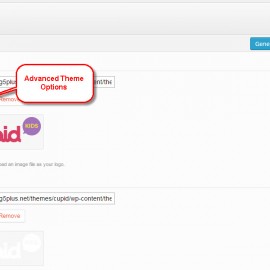 Gene
Advanced Theme
Options
g5plus.net/themes/cupid/wp-content/the
Remove
pid KIDS
ad an image file as your logo.
g5plus.net/themes/cupid/wp-content/the
Remove